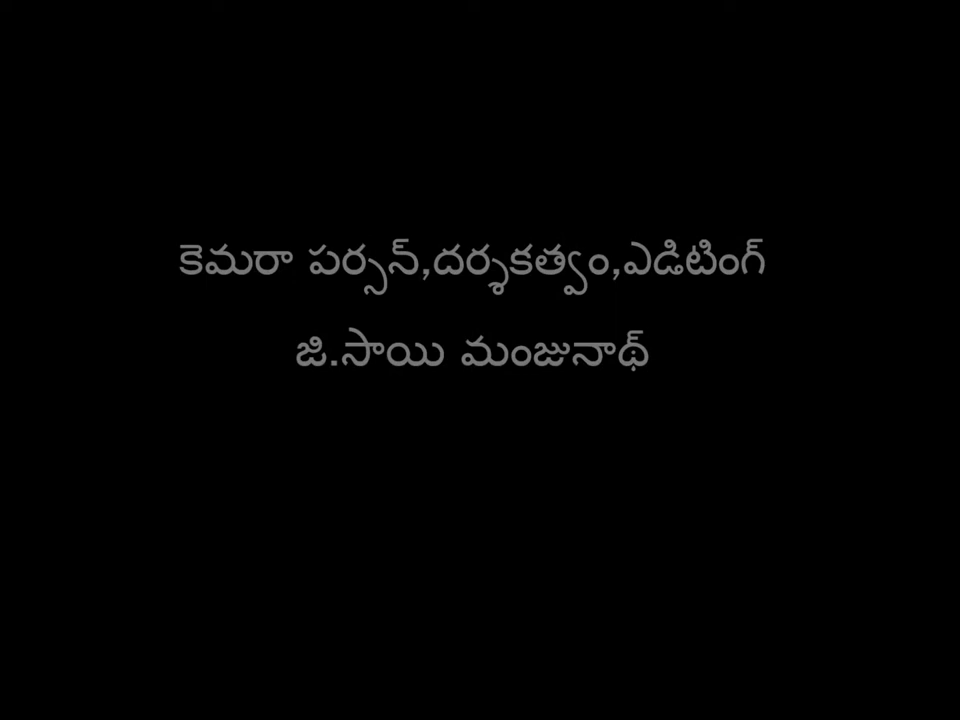 కెమరా పర్సన్,దర్శకత్వం,ఎడిటింగ్
జి.సాయి మంజునాథ్